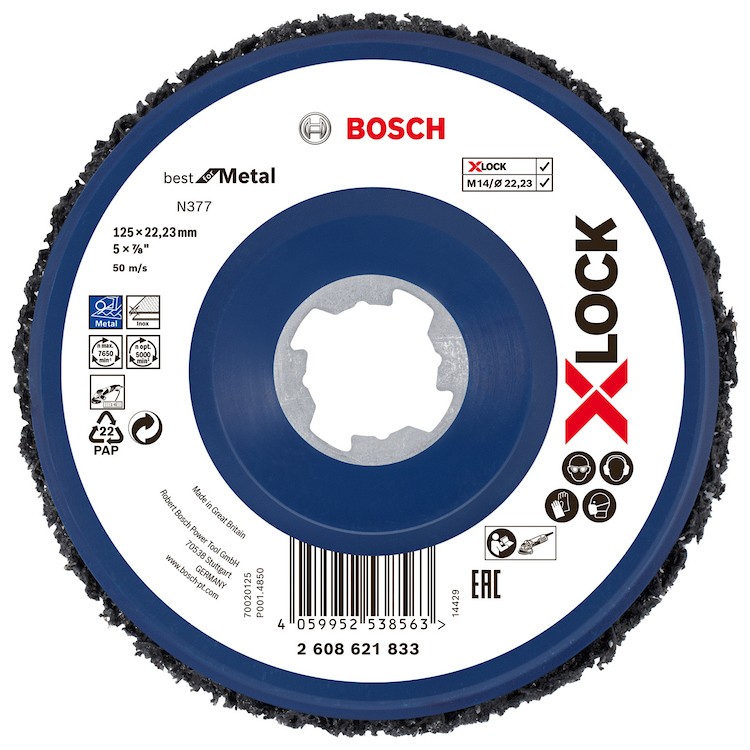 BOSCH
best for Metal
N377
125 × 22,23 mm
5 × ⅞"
50 m/s
X LOCK ✓
M14/Ø 22,23 ✓
Metal
Inox
n max.
7650
min⁻¹
n opt.
5000
min⁻¹
22
PAP
X LOCK
Made in Great Britain
Robert Bosch Power Tool GmbH
70538 Stuttgart
GERMANY
www.bosch-pt.com
70020125
P001.4850
14429
EAC
4 059952 538563 >
2 608 621 833